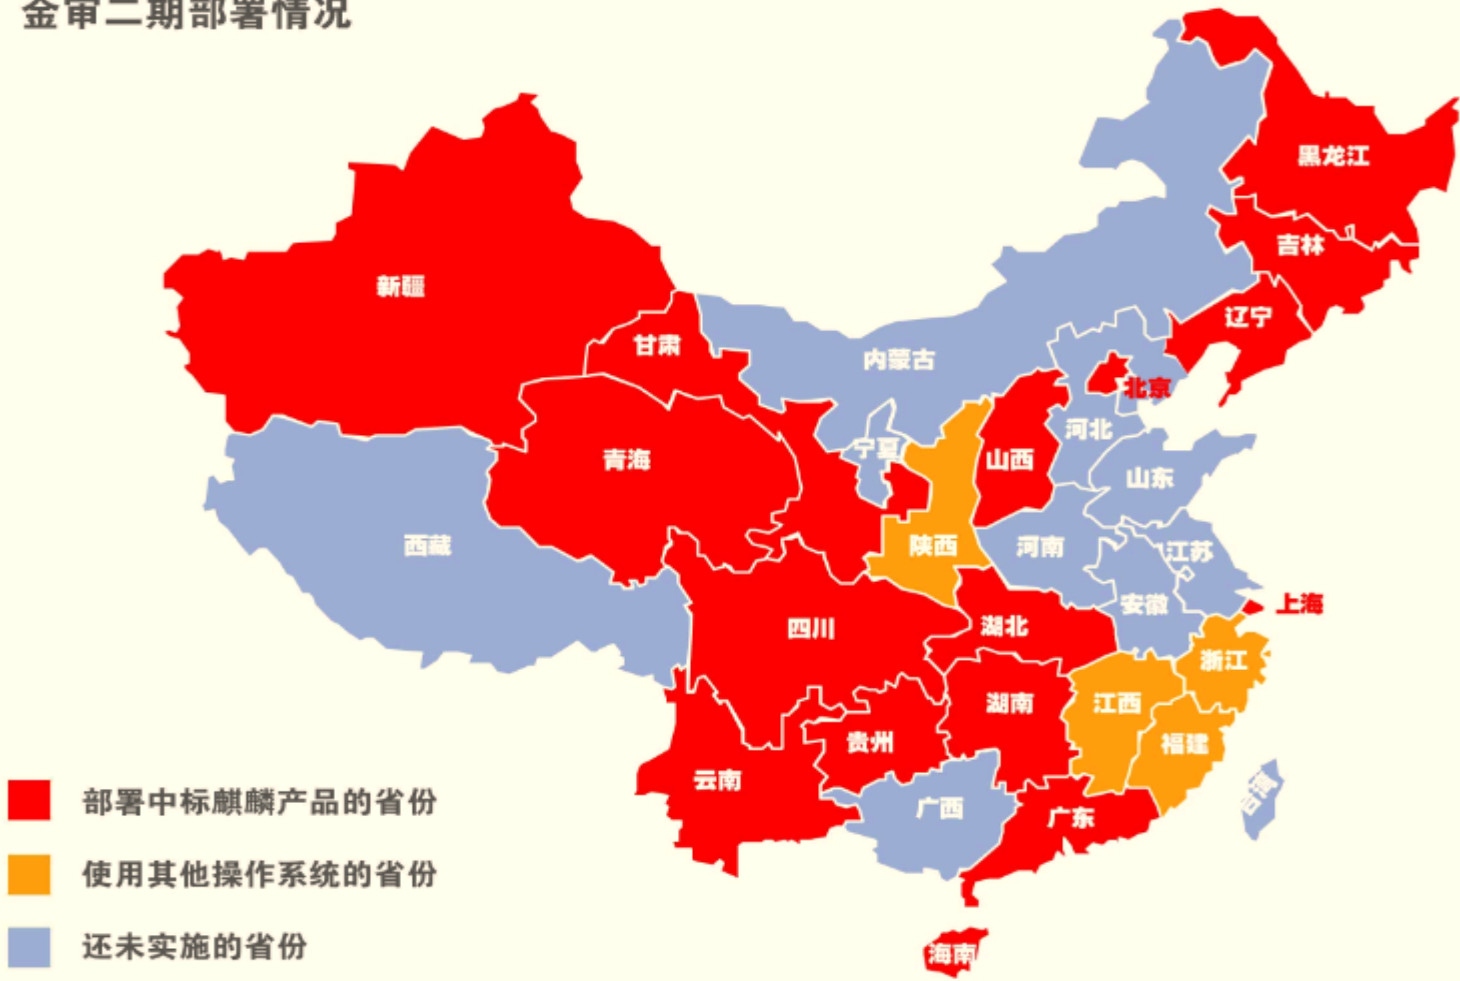 金审二期部署情况
黑龙江
吉林
新疆
辽宁
甘肃
内蒙古
北京
河北
宁夏
青海
山西
山东
西藏
陕西
河南
江苏
安徽
上海
四川
湖北
浙江
湖南
江西
贵州
福建
云南
台湾
部署中标麒麟产品的省份
广西
广东
使用其他操作系统的省份
还未实施的省份
海南